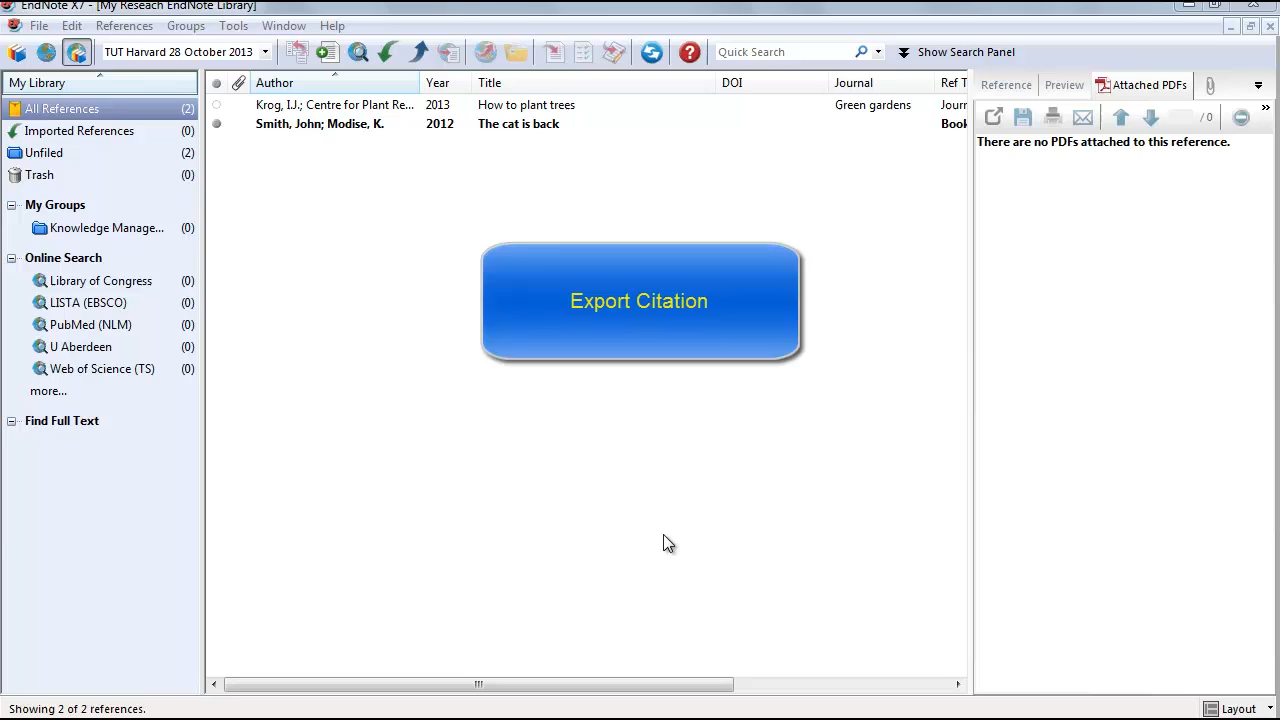 EndNote X7 - [My Reseach EndNote Library]
File Edit References Groups Tools Window Help
TUT Harvard 28 October 2013 Quick Search Show Search Panel
My Library
All References (2)
Imported References (0)
Unfiled (2)
Trash (0)
My Groups
Knowledge Manage... (0)
Online Search
Library of Congress (0)
LISTA (EBSCO) (0)
PubMed (NLM) (0)
U Aberdeen (0)
Web of Science (TS) (0)
more...
Find Full Text
Author Year Title DOI Journal Ref T
Krog, I.J.; Centre for Plant Re... 2013 How to plant trees Green gardens Journ
Smith, John; Modise, K. 2012 The cat is back Book
Export Citation
Reference Preview Attached PDFs
/ 0
There are no PDFs attached to this reference.
Showing 2 of 2 references.
Layout